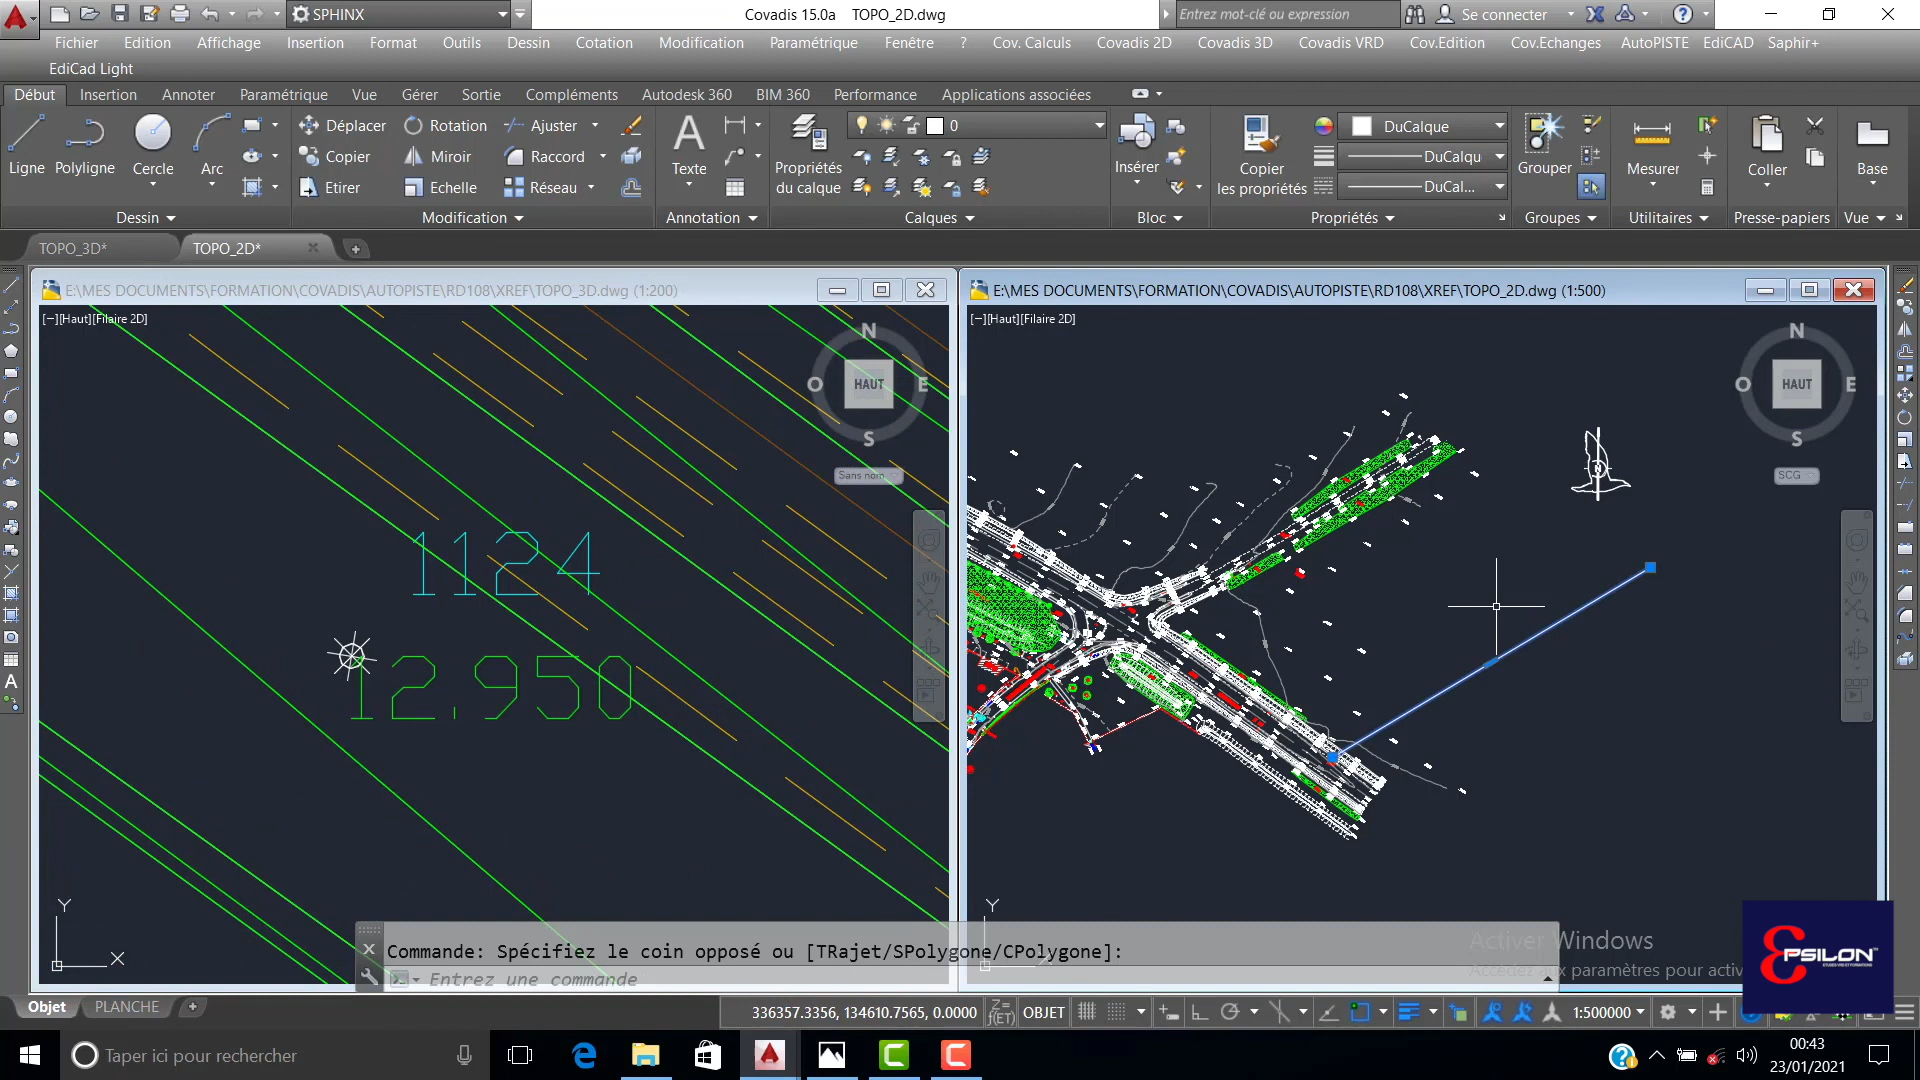 SPHINX
Covadis 15.0a TOPO_2D.dwg
Entrez mot-clé ou expression
Se connecter
Fichier Edition Affichage Insertion Format Outils Dessin Cotation Modification Paramétrique Fenêtre ? Cov. Calculs Covadis 2D Covadis 3D Covadis VRD Cov.Edition Cov.Echanges AutoPISTE EdiCAD Saphir+
EdiCad Light
Début Insertion Annoter Paramétrique Vue Gérer Sortie Compléments Autodesk 360 BIM 360 Performance Applications associées
Ligne Polyligne Cercle Arc
Déplacer Rotation Ajuster
Copier Miroir Raccord
Etirer Echelle Réseau
Texte
Propriétés du calque
0
Insérer
Copier les propriétés
DuCalque
DuCalqu
DuCal...
Grouper
Mesurer
Coller
Base
Dessin Modification Annotation Calques Bloc Propriétés Groupes Utilitaires Presse-papiers Vue
TOPO_3D* TOPO_2D*
E:\MES DOCUMENTS\FORMATION\COVADIS\AUTOPISTE\RD108\XREF\TOPO_3D.dwg (1:200)
[−][Haut][Filaire 2D]
N
O HAUT E
S
Sans nom
1124
12.950
Y
X
E:\MES DOCUMENTS\FORMATION\COVADIS\AUTOPISTE\RD108\XREF\TOPO_2D.dwg (1:500)
[−][Haut][Filaire 2D]
N
O HAUT E
S
SCG
N
Y
Commande: Spécifiez le coin opposé ou [TRajet/SPolygone/CPolygone]:
Entrez une commande
Activer Windows
Accédez aux paramètres pour activ
EPSILON
Objet PLANCHE
336357.3356, 134610.7565, 0.0000
OBJET
1:500000
Taper ici pour rechercher
00:43
23/01/2021